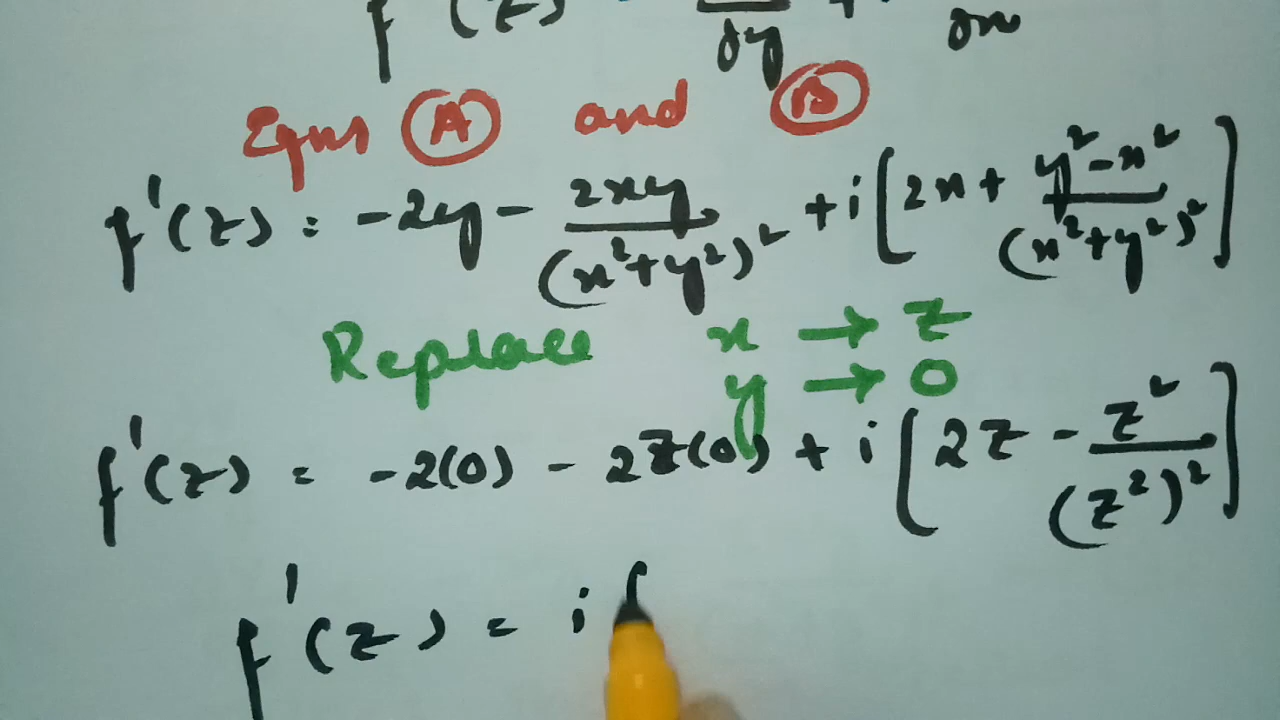 f'(z) = / ∂y + / ∂x
Eqns (A) and (B)
f'(z) = -2y - 2xy/(x²+y²)² + i[2x + y²-x²/(x²+y²)²]
Replace x → z
y → 0
f'(z) = -2(0) - 2z(0) + i[2z - z²/(z²)²]
f'(z) = i [